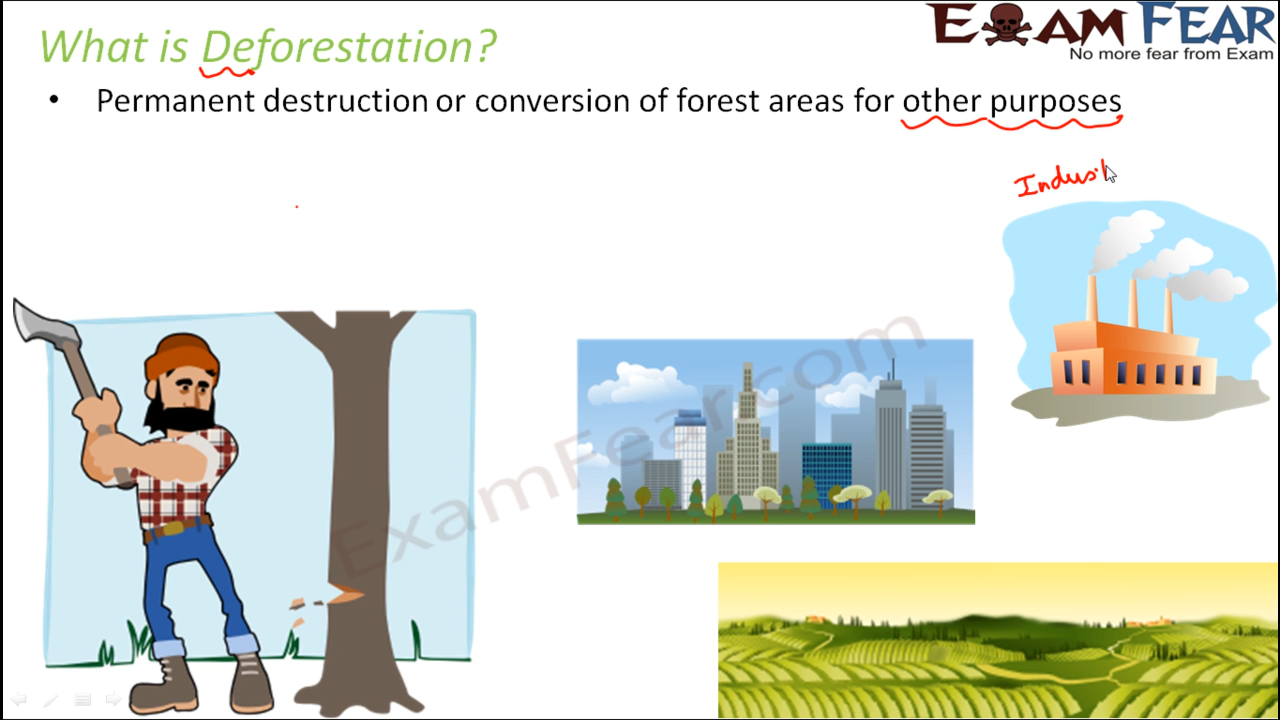 What is Deforestation?
EXAM FEAR
No more fear from Exam
• Permanent destruction or conversion of forest areas for other purposes
Indust
ExamFear.com